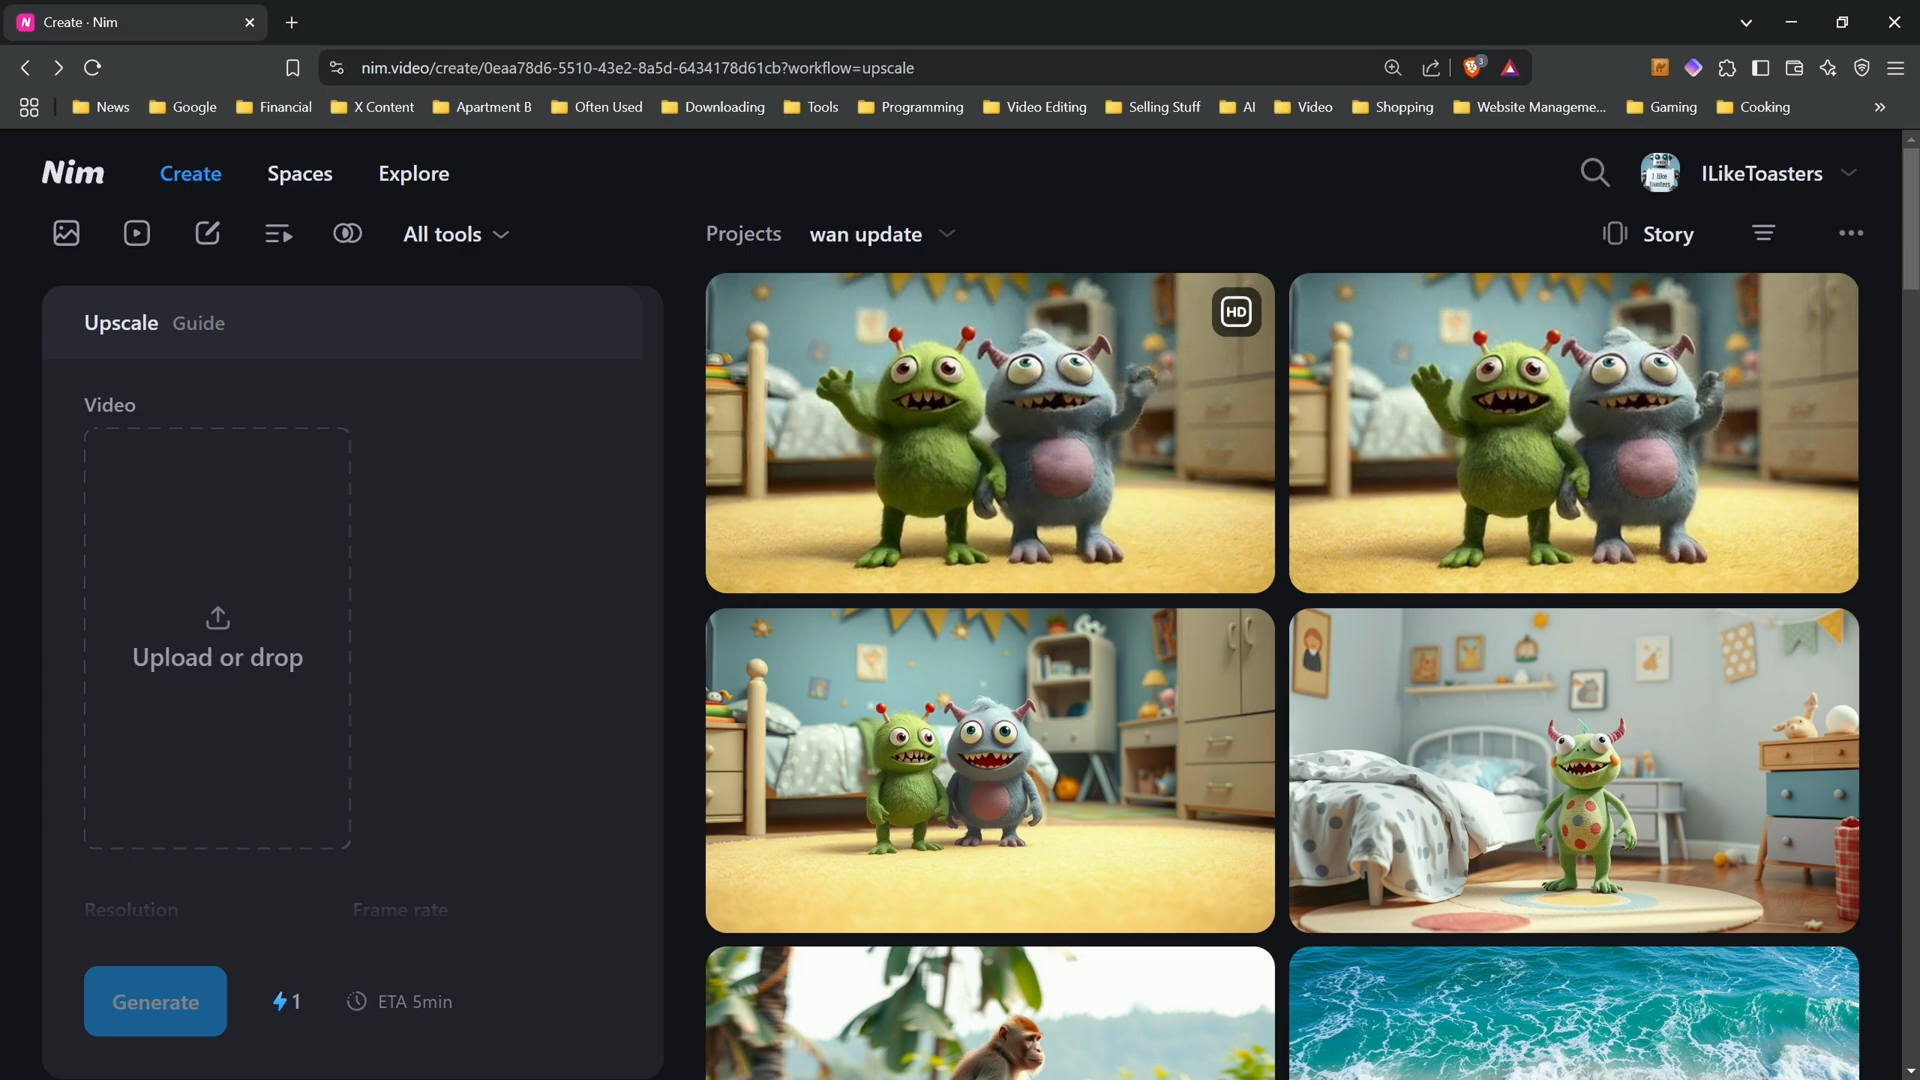 Create · Nim
nim.video/create/0eaa78d6-5510-43e2-8a5d-6434178d61cb?workflow=upscale
3
News Google Financial X Content Apartment B Often Used Downloading Tools Programming Video Editing Selling Stuff AI Video Shopping Website Manageme... Gaming Cooking
Nim Create Spaces Explore
I like toasters
ILikeToasters
All tools
Projects wan update
Story
Upscale Guide
HD
Video
Upload or drop
Resolution Frame rate
Generate 1 ETA 5min